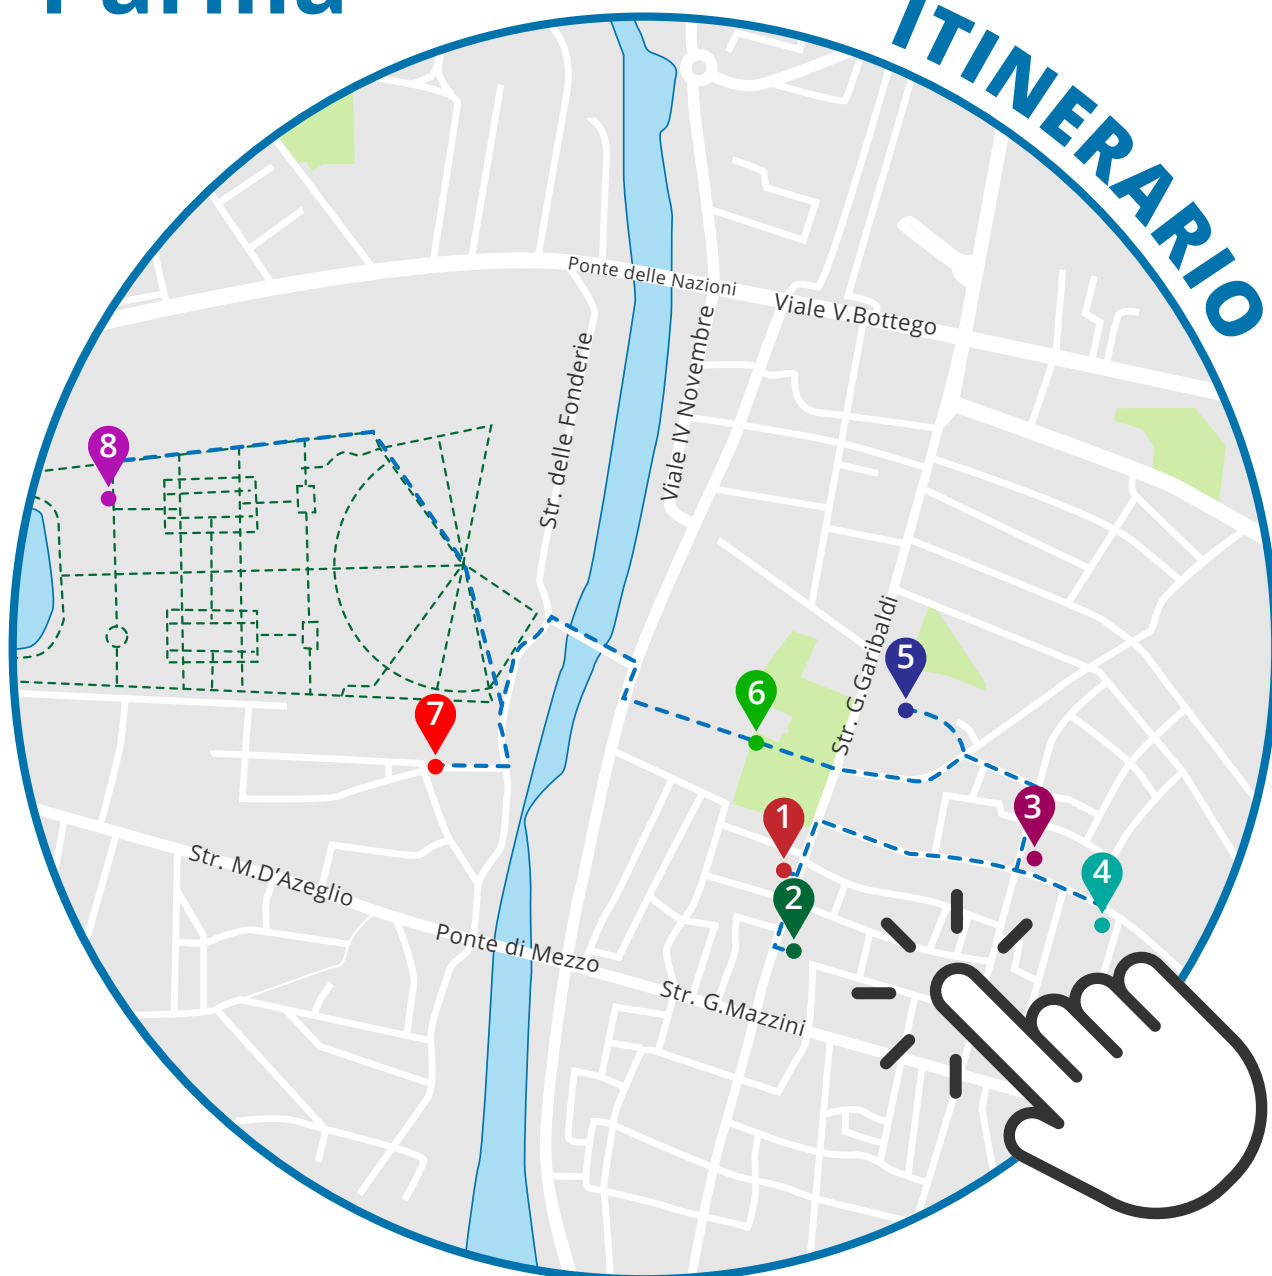 Parma
ITINERARIO
Ponte delle Nazioni
Viale V.Bottego
Str. delle Fonderie
Viale IV Novembre
8
Str. G.Garibaldi
5
6
7
3
1
4
2
Str. M.D'Azeglio
Ponte di Mezzo
Str. G.Mazzini